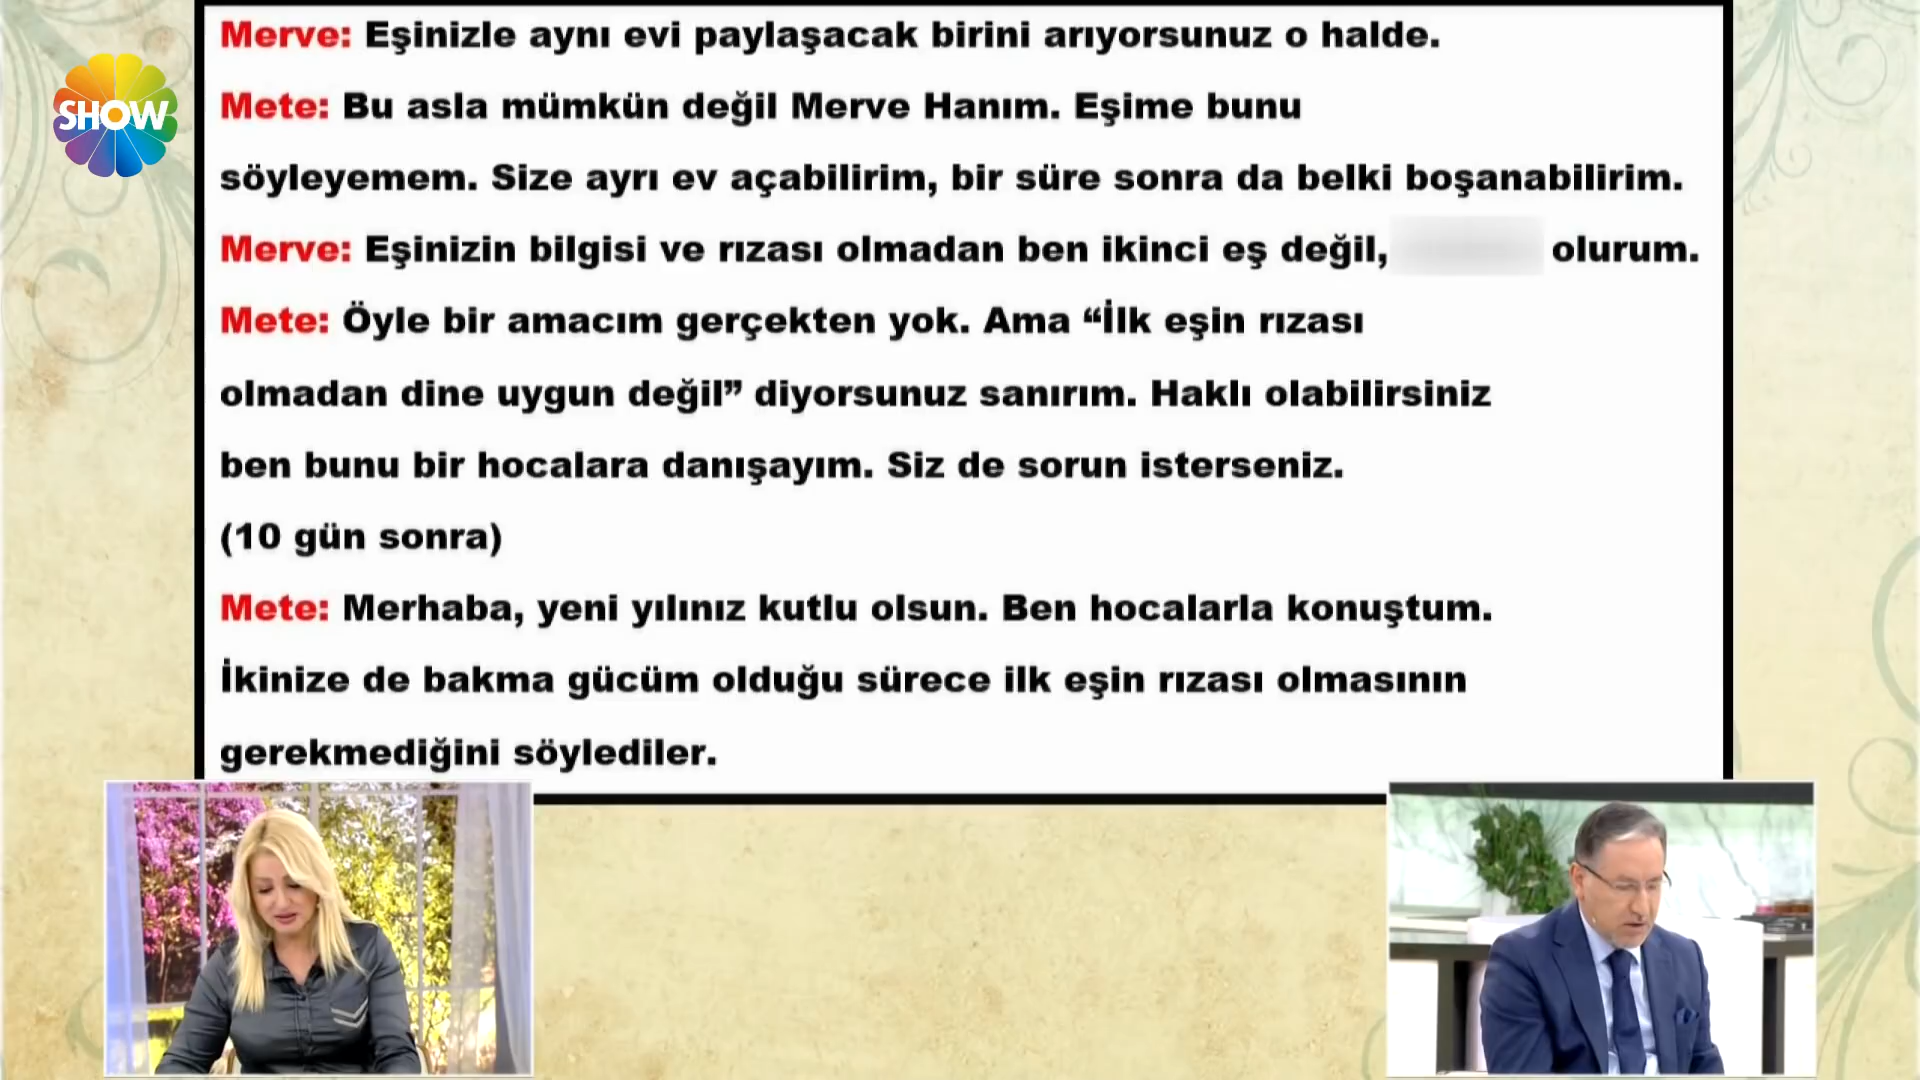 SHOW
Merve: Eşinizle aynı evi paylaşacak birini arıyorsunuz o halde.
Mete: Bu asla mümkün değil Merve Hanım. Eşime bunu
söyleyemem. Size ayrı ev açabilirim, bir süre sonra da belki boşanabilirim.
Merve: Eşinizin bilgisi ve rızası olmadan ben ikinci eş değil, olurum.
Mete: Öyle bir amacım gerçekten yok. Ama “İlk eşin rızası
olmadan dine uygun değil” diyorsunuz sanırım. Haklı olabilirsiniz
ben bunu bir hocalara danışayım. Siz de sorun isterseniz.
(10 gün sonra)
Mete: Merhaba, yeni yılınız kutlu olsun. Ben hocalarla konuştum.
İkinize de bakma gücüm olduğu sürece ilk eşin rızası olmasının
gerekmediğini söylediler.